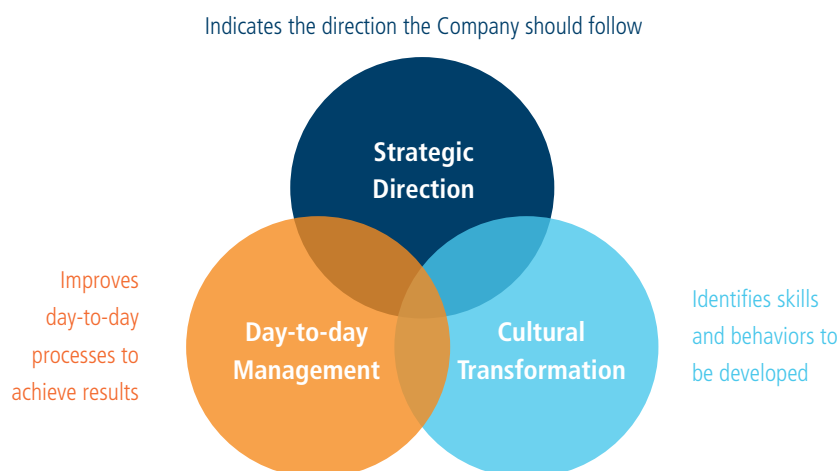 Indicates the direction the Company should follow
Strategic
Direction
Improves
day-to-day
processes to
achieve results
Day-to-day
Management
Cultural
Transformation
Identifies skills
and behaviors to
be developed